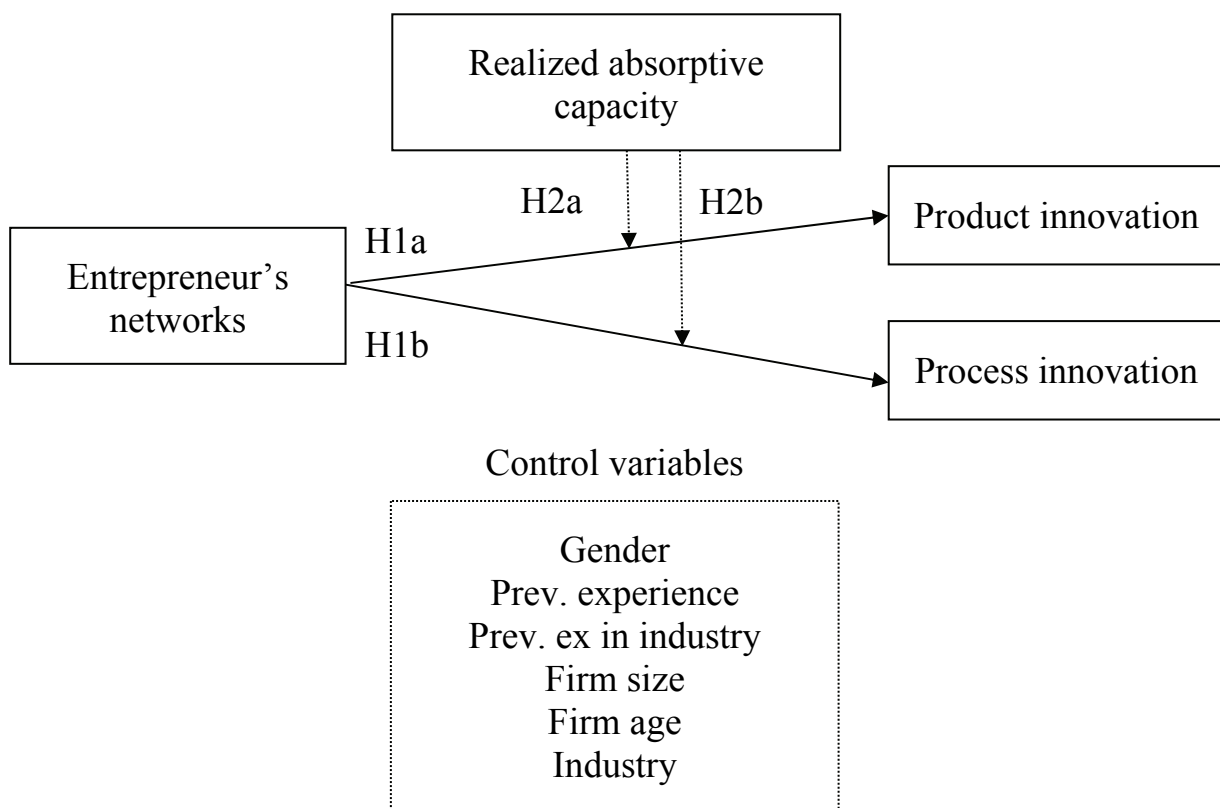 Realized absorptive
capacity
H2a
H2b
Product innovation
H1a
Entrepreneur’s
networks
H1b
Process innovation
Control variables
Gender
Prev. experience
Prev. ex in industry
Firm size
Firm age
Industry